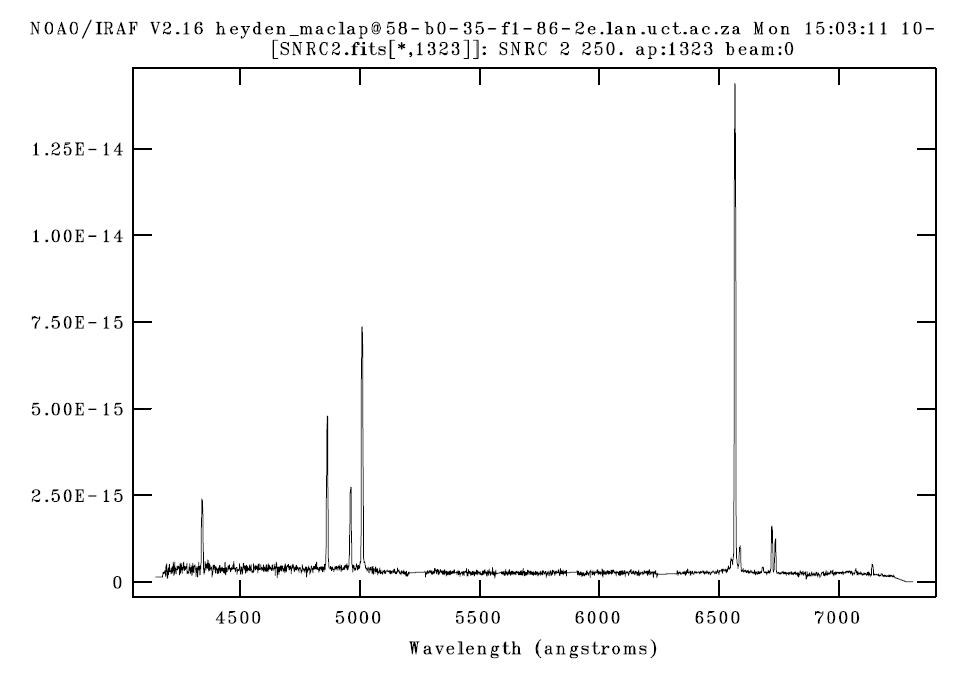 NOAO/IRAF V2.16 heyden_maclap@58-b0-35-f1-86-2e.lan.uct.ac.za Mon 15:03:11 10-
[SNRC2.fits[*,1323]]: SNRC 2 250. ap:1323 beam:0
1.25E-14
1.00E-14
7.50E-15
5.00E-15
2.50E-15
0
4500 5000 5500 6000 6500 7000
Wavelength (angstroms)